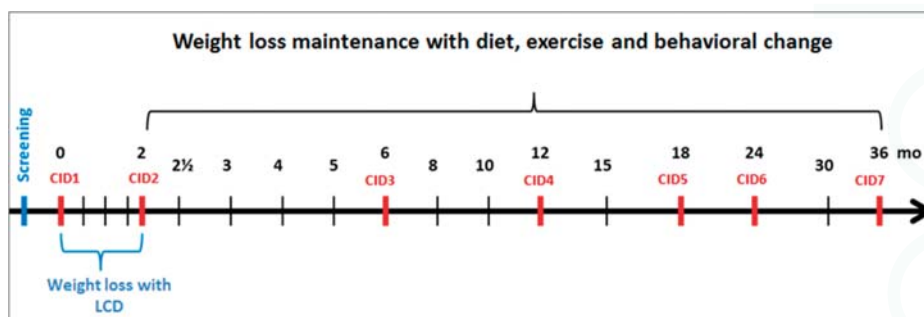 Weight loss maintenance with diet, exercise and behavioral change
Screening
0 2 2½ 3 4 5 6 8 10 12 15 18 24 30 36 mo
CID1 CID2 CID3 CID4 CID5 CID6 CID7
Weight loss with
LCD